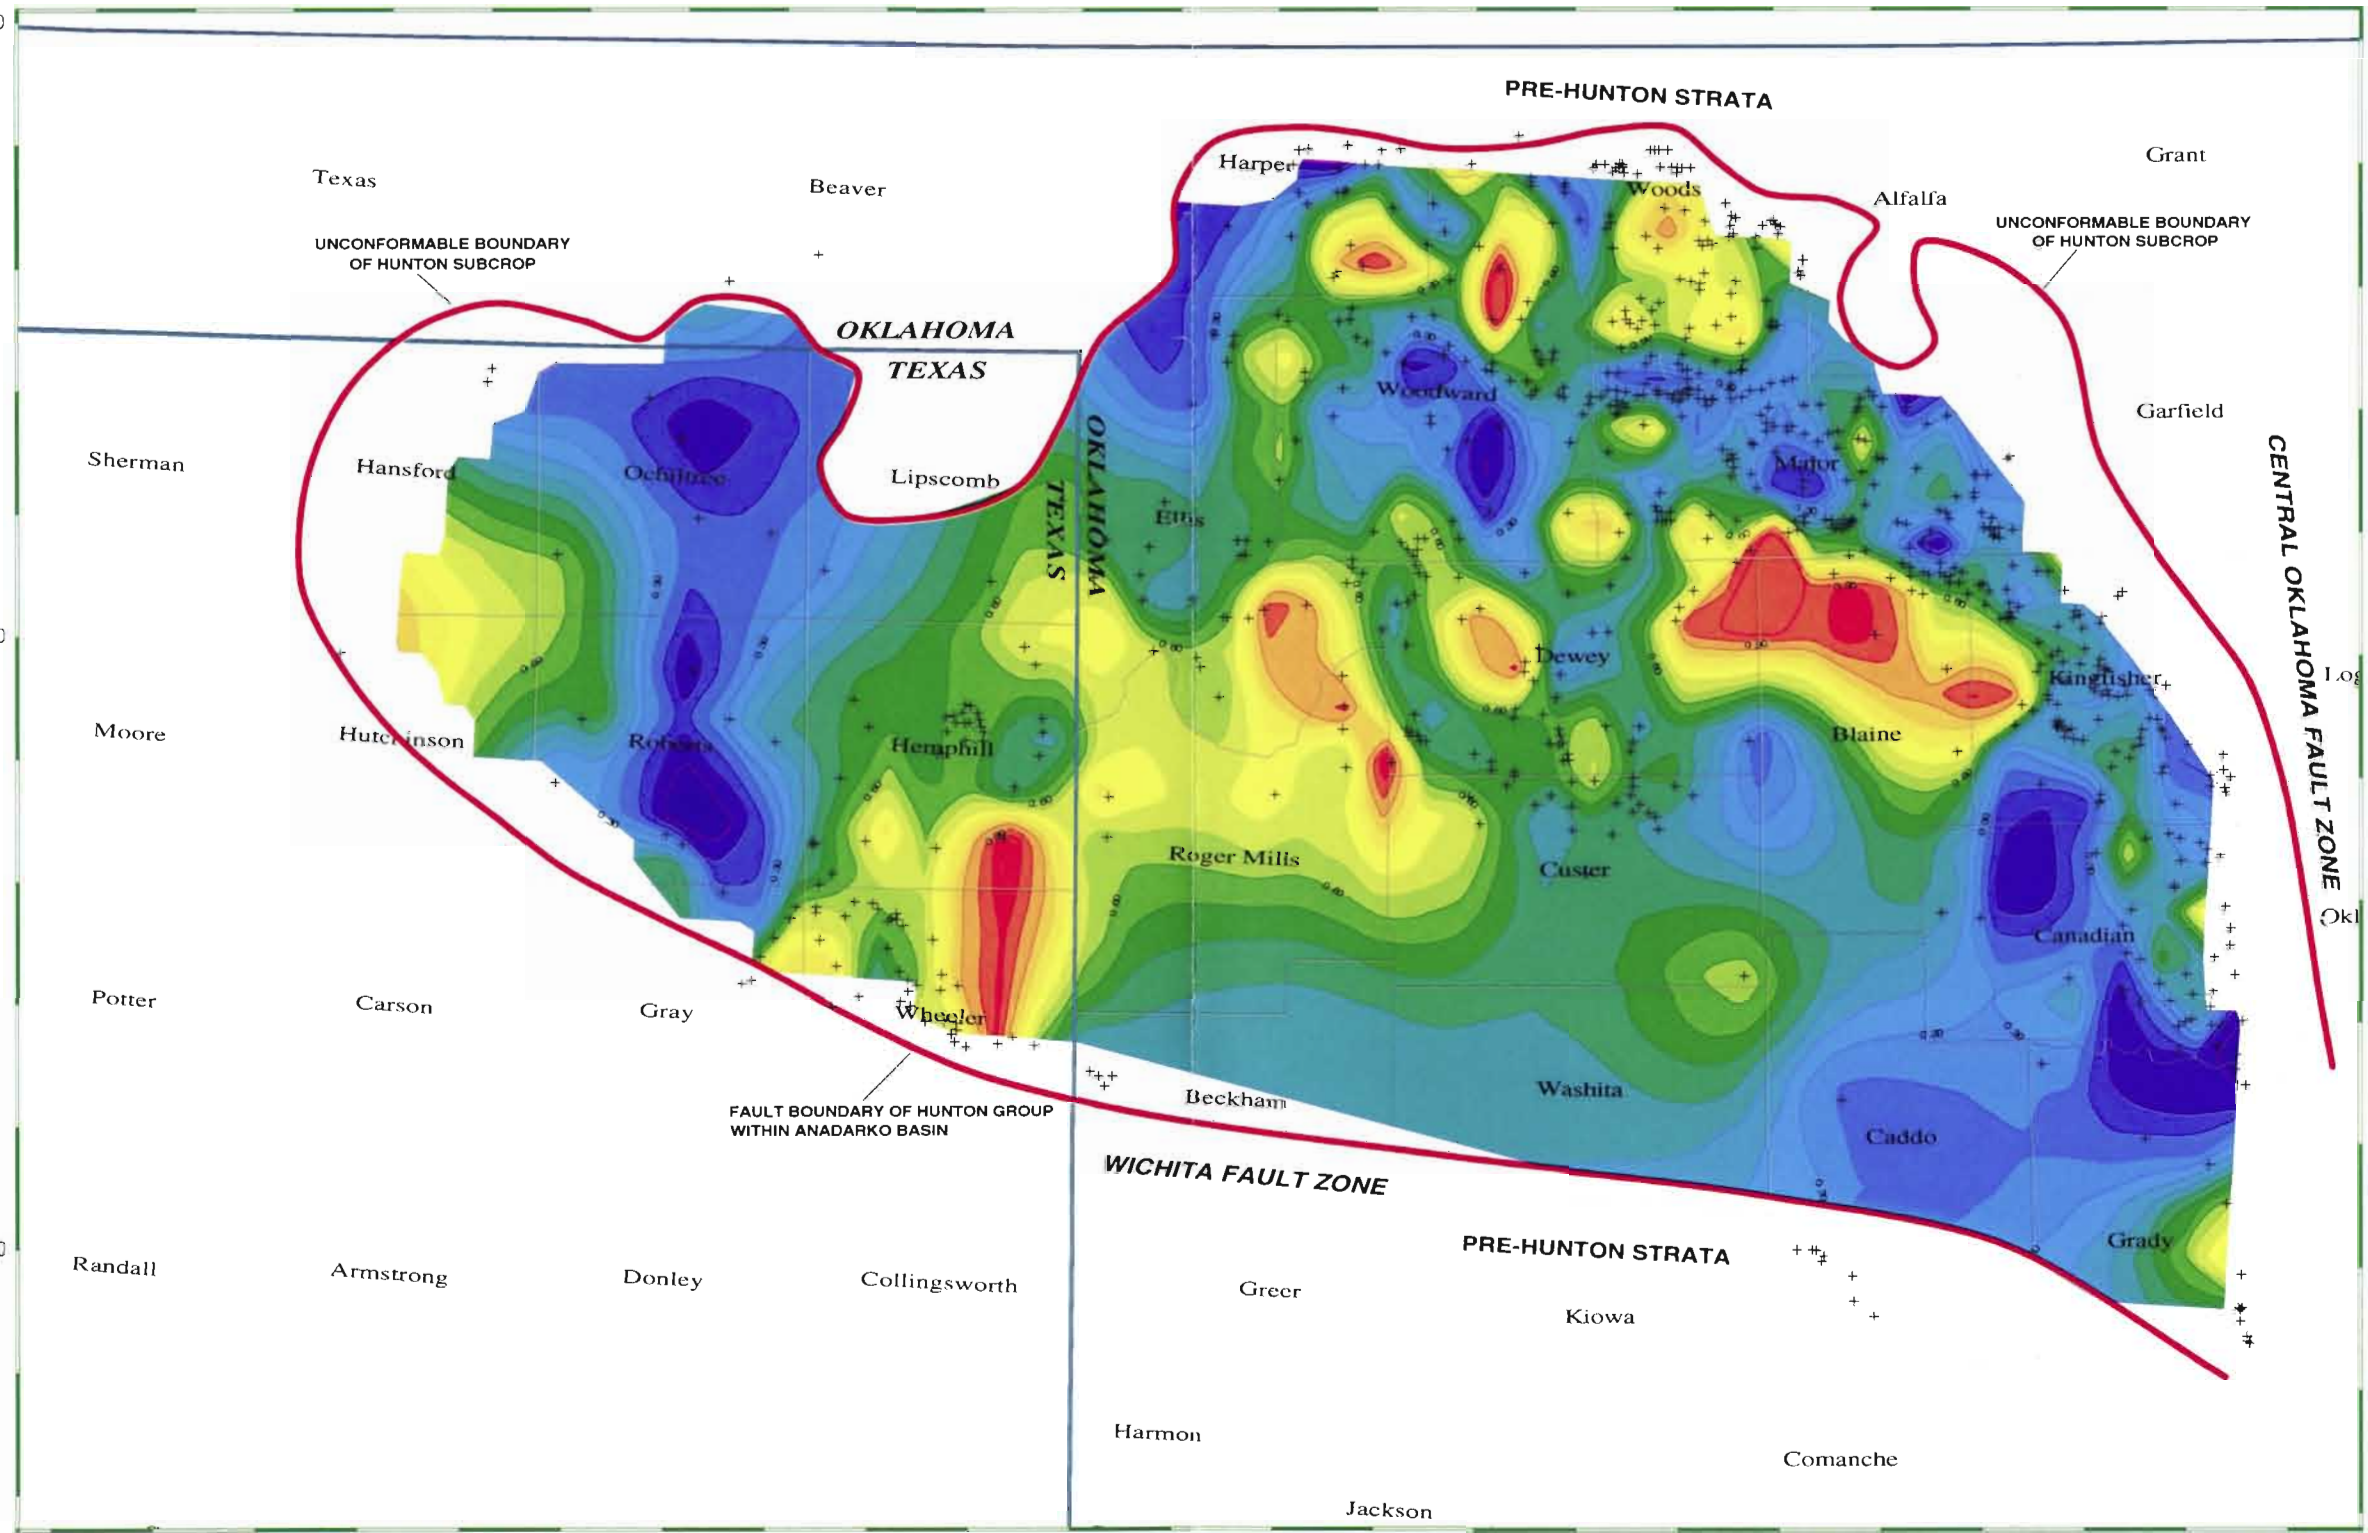 PRE-HUNTON STRATA
Grant
Harper
Texas
Beaver
Woods
Alfalfa
UNCONFORMABLE BOUNDARY
OF HUNTON SUBCROP
UNCONFORMABLE BOUNDARY
OF HUNTON SUBCROP
OKLAHOMA
TEXAS
Woodward
Garfield
OKLAHOMA
TEXAS
CENTRAL OKLAHOMA FAULT ZONE
Sherman
Hansford
Ochiltree
Lipscomb
Major
Ellis
Dewey
Kingfisher
Log
Moore
Hutchinson
Roberts
Hemphill
Blaine
Roger Mills
Custer
Okl
Canadian
Potter
Carson
Gray
Wheeler
Beckham
Washita
FAULT BOUNDARY OF HUNTON GROUP
WITHIN ANADARKO BASIN
Caddo
WICHITA FAULT ZONE
PRE-HUNTON STRATA
Grady
Randall
Armstrong
Donley
Collingsworth
Greer
Kiowa
Harmon
Comanche
Jackson